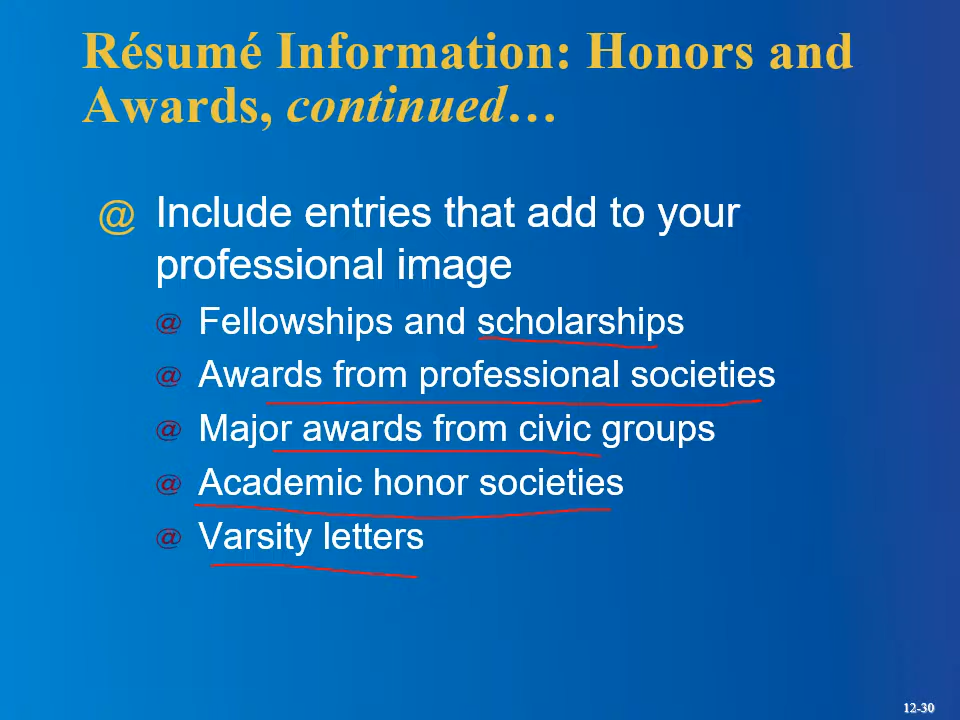 Résumé Information: Honors and
Awards, continued…
@ Include entries that add to your
professional image
@ Fellowships and scholarships
@ Awards from professional societies
@ Major awards from civic groups
@ Academic honor societies
@ Varsity letters
12-30